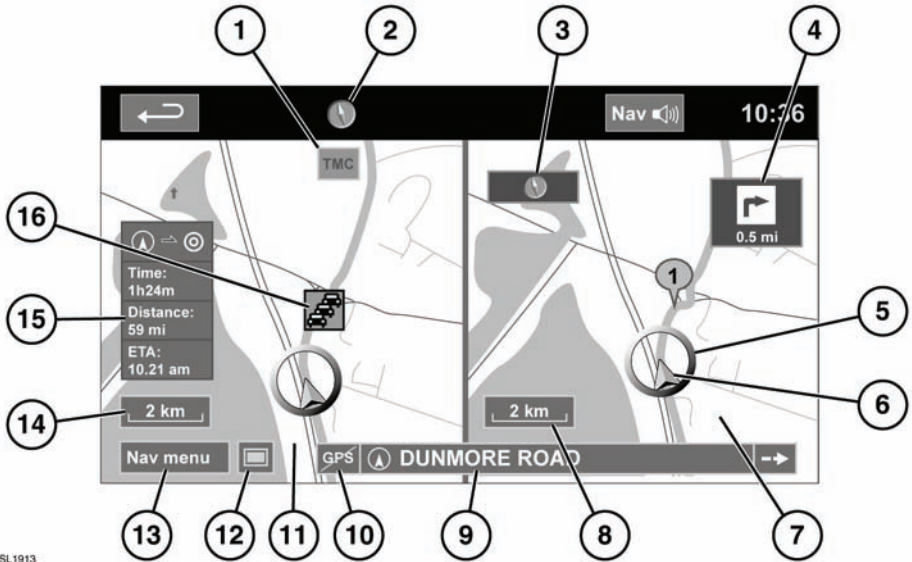 1
2
3
4
Nav
10:36
TMC
16
1
0.5 mi
Time:
1h24m
15
Distance:
59 mi
5
ETA:
10.21 am
6
14
2 km
2 km
Nav menu
GPS
DUNMORE ROAD
13
12
11
10
9
8
7
SL1913